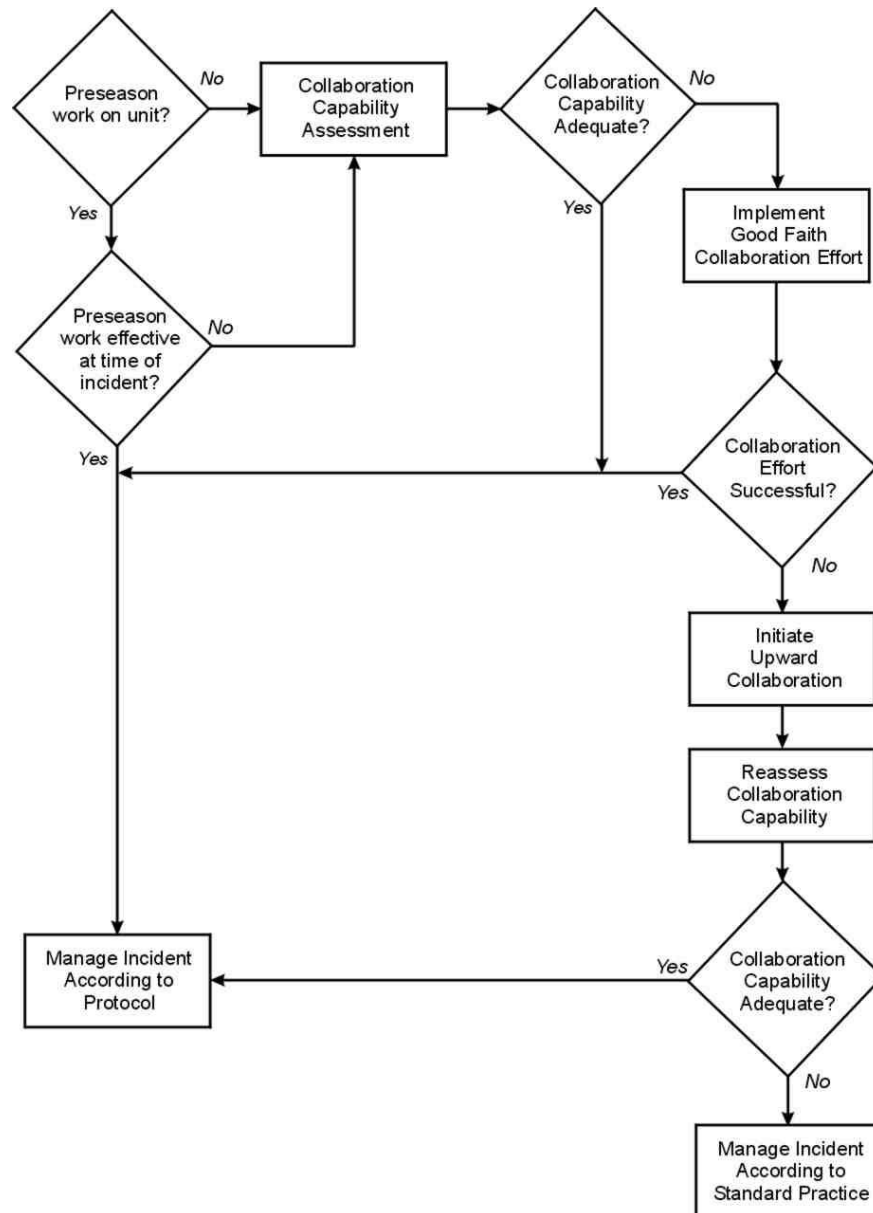 Preseason
work on unit?
No
Yes
Collaboration
Capability
Assessment
Collaboration
Capability
Adequate?
No
Yes
Implement
Good Faith
Collaboration Effort
Preseason
work effective
at time of
incident?
No
Yes
Collaboration
Effort
Successful?
Yes
No
Initiate
Upward
Collaboration
Reassess
Collaboration
Capability
Collaboration
Capability
Adequate?
Yes
No
Manage Incident
According to
Protocol
Manage Incident
According to
Standard Practice